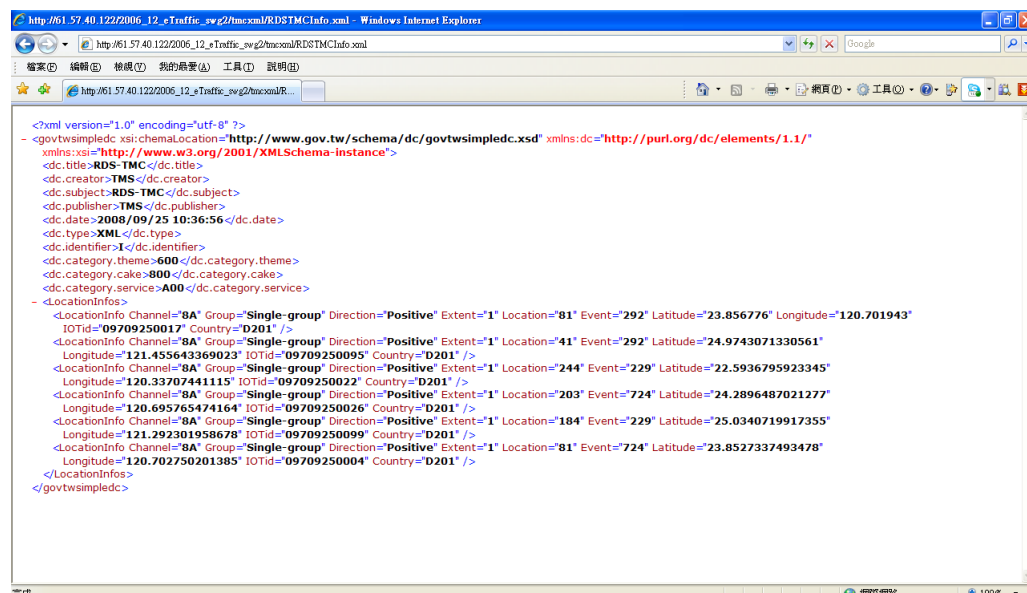 http://61.57.40.122/2006_12_eTraffic_swg2/tmcxml/RDSTMCInfo.xml - Windows Internet Explorer
http://61.57.40.122/2006_12_eTraffic_swg2/tmcxml/RDSTMCInfo.xml
Google
檔案(F) 編輯(E) 檢視(V) 我的最愛(A) 工具(T) 說明(H)
http://61.57.40.122/2006_12_eTraffic_swg2/tmcxml/R... 網頁(P) 工具(O)
<?xml version="1.0" encoding="utf-8" ?>
- <govtwsimpledc xsi:chemaLocation="http://www.gov.tw/schema/dc/govtwsimpledc.xsd" xmlns:dc="http://purl.org/dc/elements/1.1/"
xmlns:xsi="http://www.w3.org/2001/XMLSchema-instance">
<dc.title>RDS-TMC</dc.title>
<dc.creator>TMS</dc.creator>
<dc.subject>RDS-TMC</dc.subject>
<dc.publisher>TMS</dc.publisher>
<dc.date>2008/09/25 10:36:56</dc.date>
<dc.type>XML</dc.type>
<dc.identifier>I</dc.identifier>
<dc.category.theme>600</dc.category.theme>
<dc.category.cake>800</dc.category.cake>
<dc.category.service>A00</dc.category.service>
- <LocationInfos>
<LocationInfo Channel="8A" Group="Single-group" Direction="Positive" Extent="1" Location="81" Event="292" Latitude="23.856776" Longitude="120.701943"
IOTid="09709250017" Country="D201" />
<LocationInfo Channel="8A" Group="Single-group" Direction="Positive" Extent="1" Location="41" Event="292" Latitude="24.9743071330561"
Longitude="121.455643369023" IOTid="09709250095" Country="D201" />
<LocationInfo Channel="8A" Group="Single-group" Direction="Positive" Extent="1" Location="244" Event="229" Latitude="22.5936795923345"
Longitude="120.33707441115" IOTid="09709250022" Country="D201" />
<LocationInfo Channel="8A" Group="Single-group" Direction="Positive" Extent="1" Location="203" Event="724" Latitude="24.2896487021277"
Longitude="120.695765474164" IOTid="09709250026" Country="D201" />
<LocationInfo Channel="8A" Group="Single-group" Direction="Positive" Extent="1" Location="184" Event="229" Latitude="25.0340719917355"
Longitude="121.292301958678" IOTid="09709250099" Country="D201" />
<LocationInfo Channel="8A" Group="Single-group" Direction="Positive" Extent="1" Location="81" Event="724" Latitude="23.8527337493478"
Longitude="120.702750201385" IOTid="09709250004" Country="D201" />
</LocationInfos>
</govtwsimpledc>